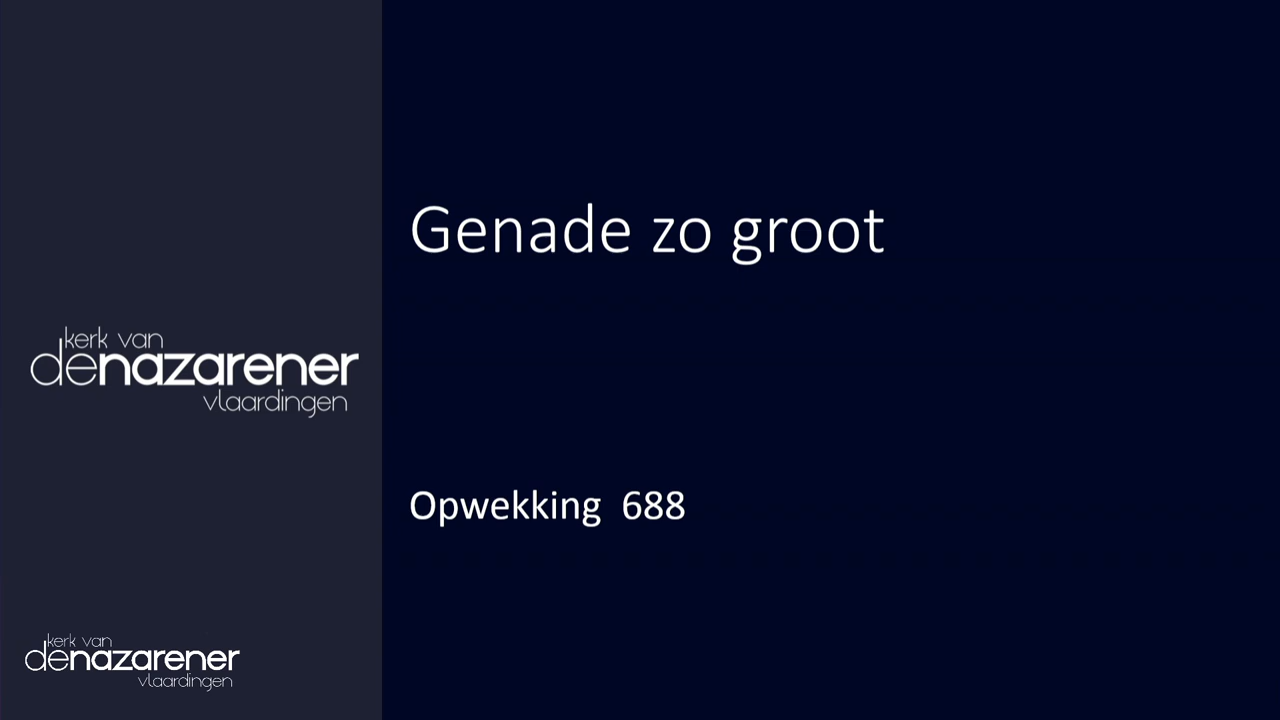 Genade zo groot
kerk van
denazarener
vlaardingen
Opwekking 688
kerk van
denazarener
vlaardingen